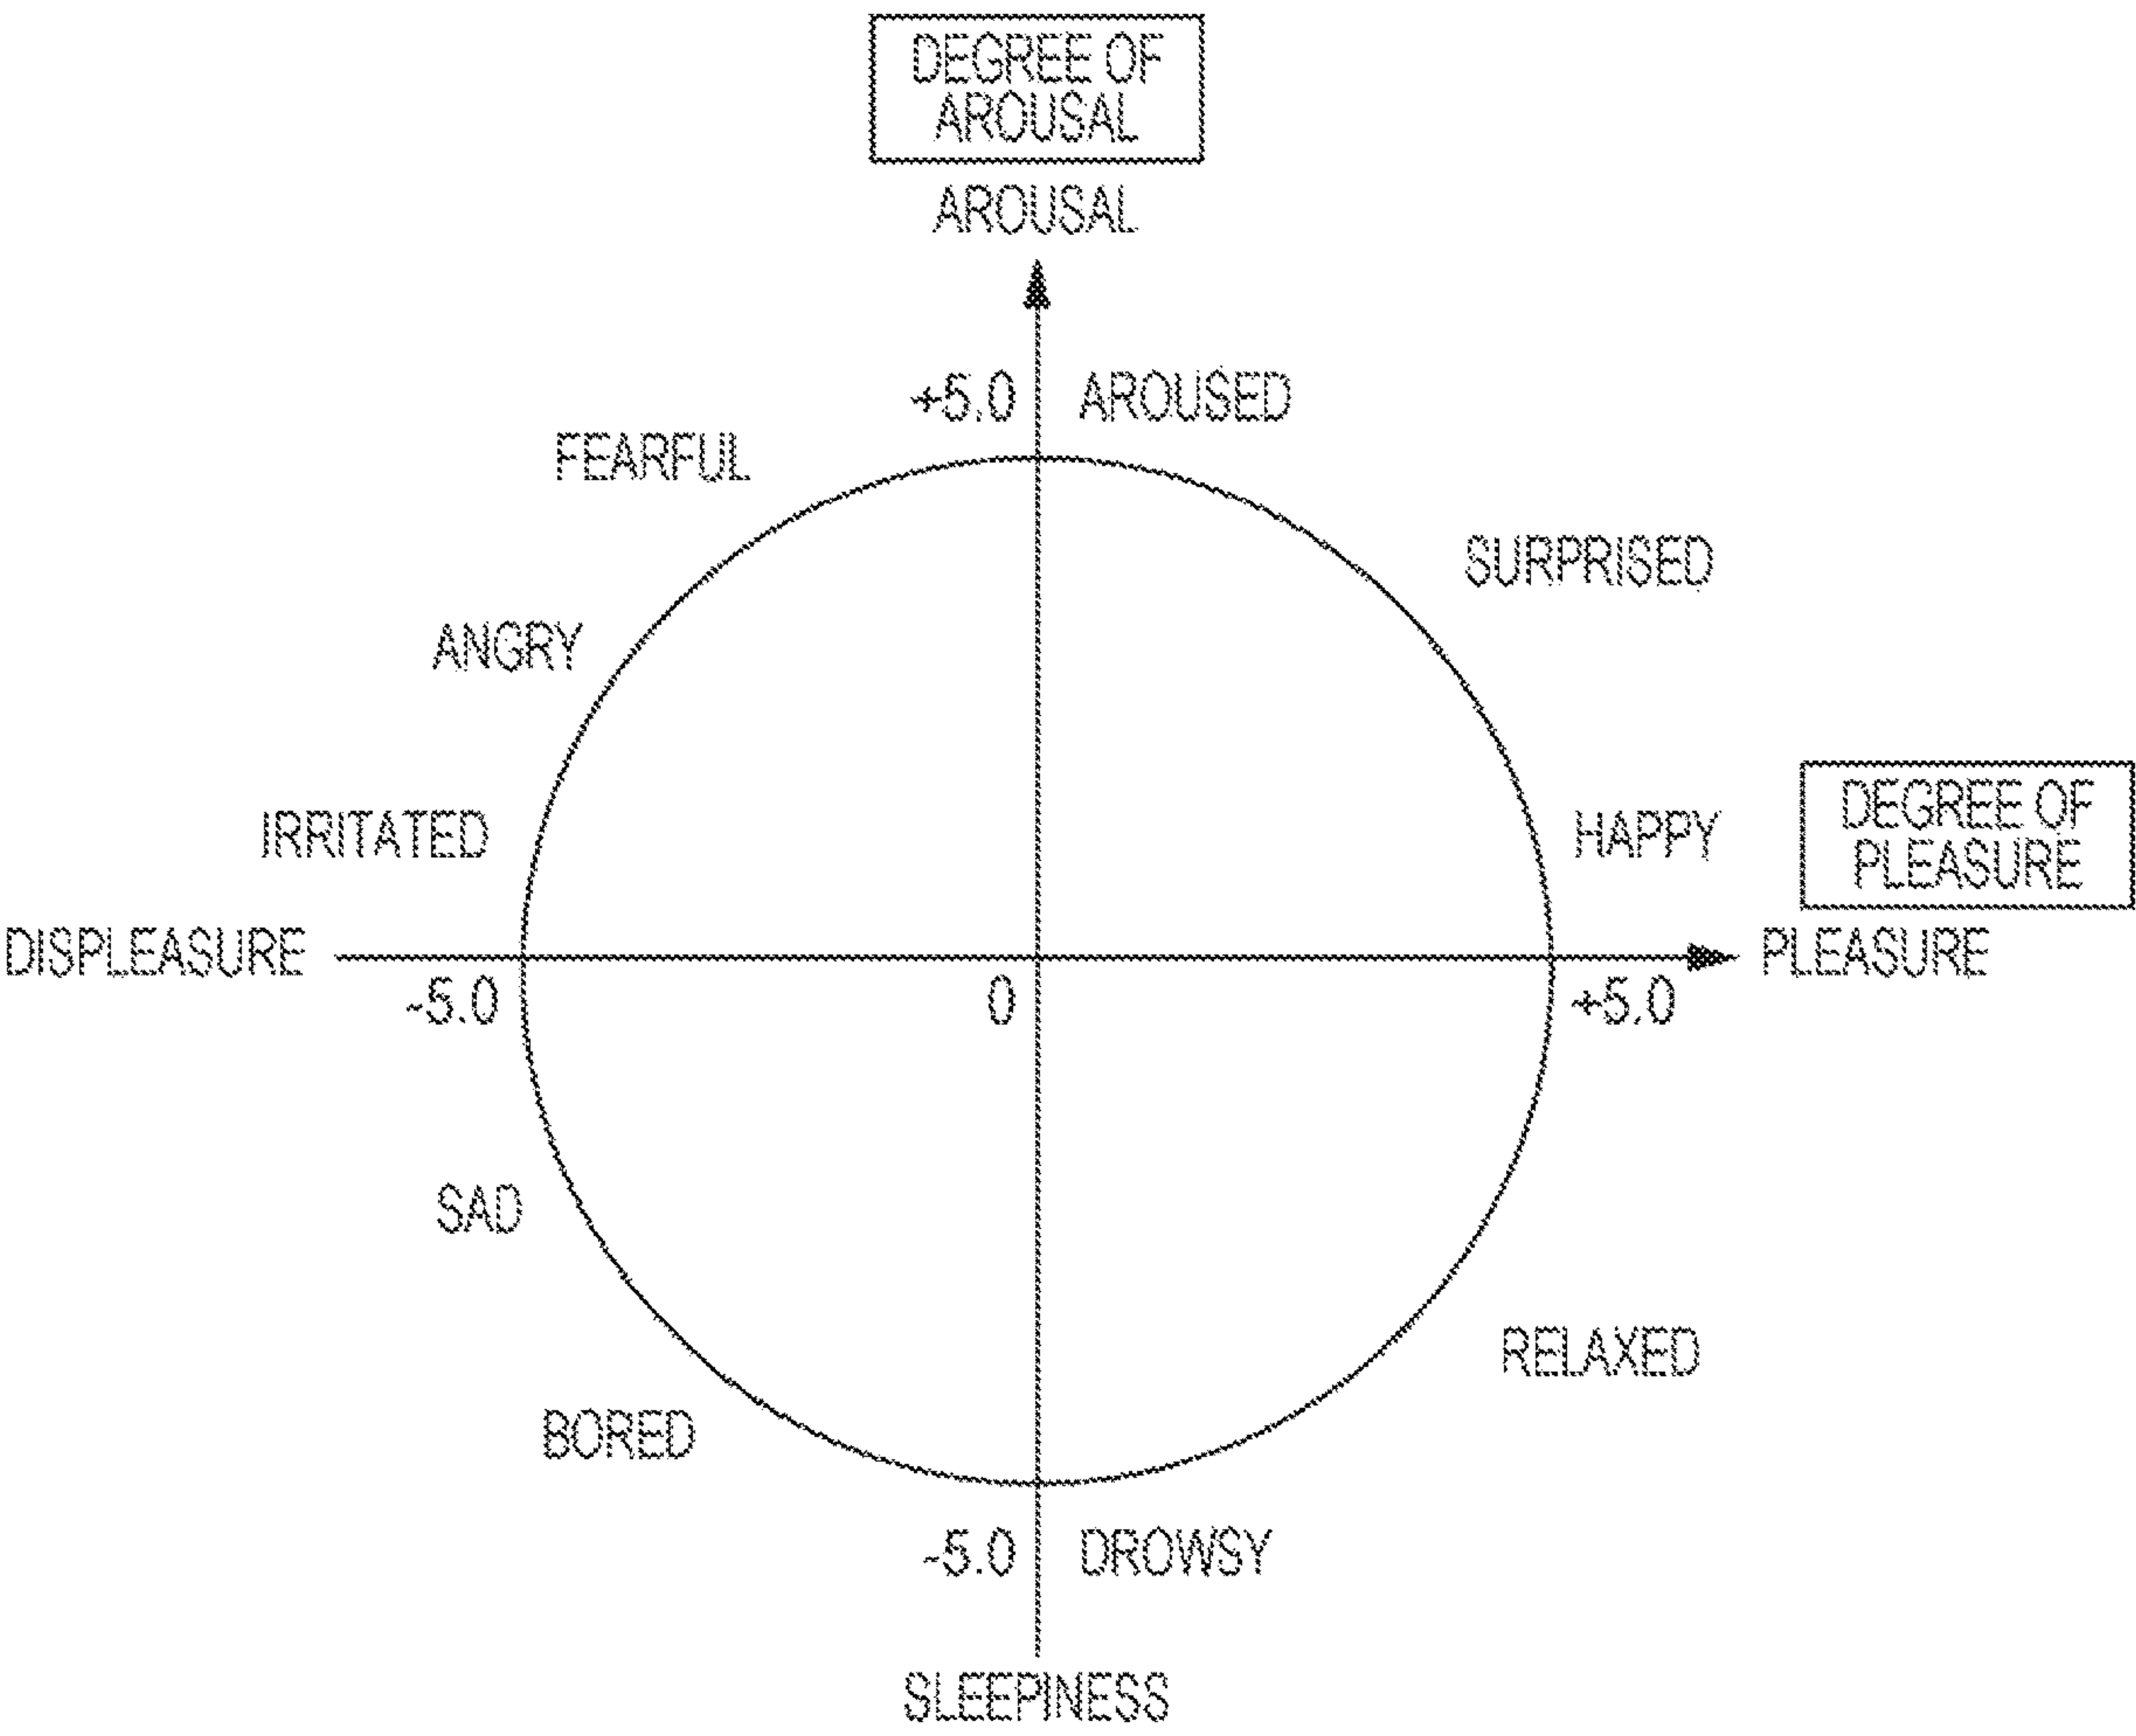 DEGREE OF
AROUSAL
AROUSAL
+5.0 AROUSED
FEARFUL
SURPRISED
ANGRY
IRRITATED
HAPPY
DEGREE OF
PLEASURE
DISPLEASURE
PLEASURE
-5.0
0
+5.0
SAD
RELAXED
BORED
-5.0 DROWSY
SLEEPINESS